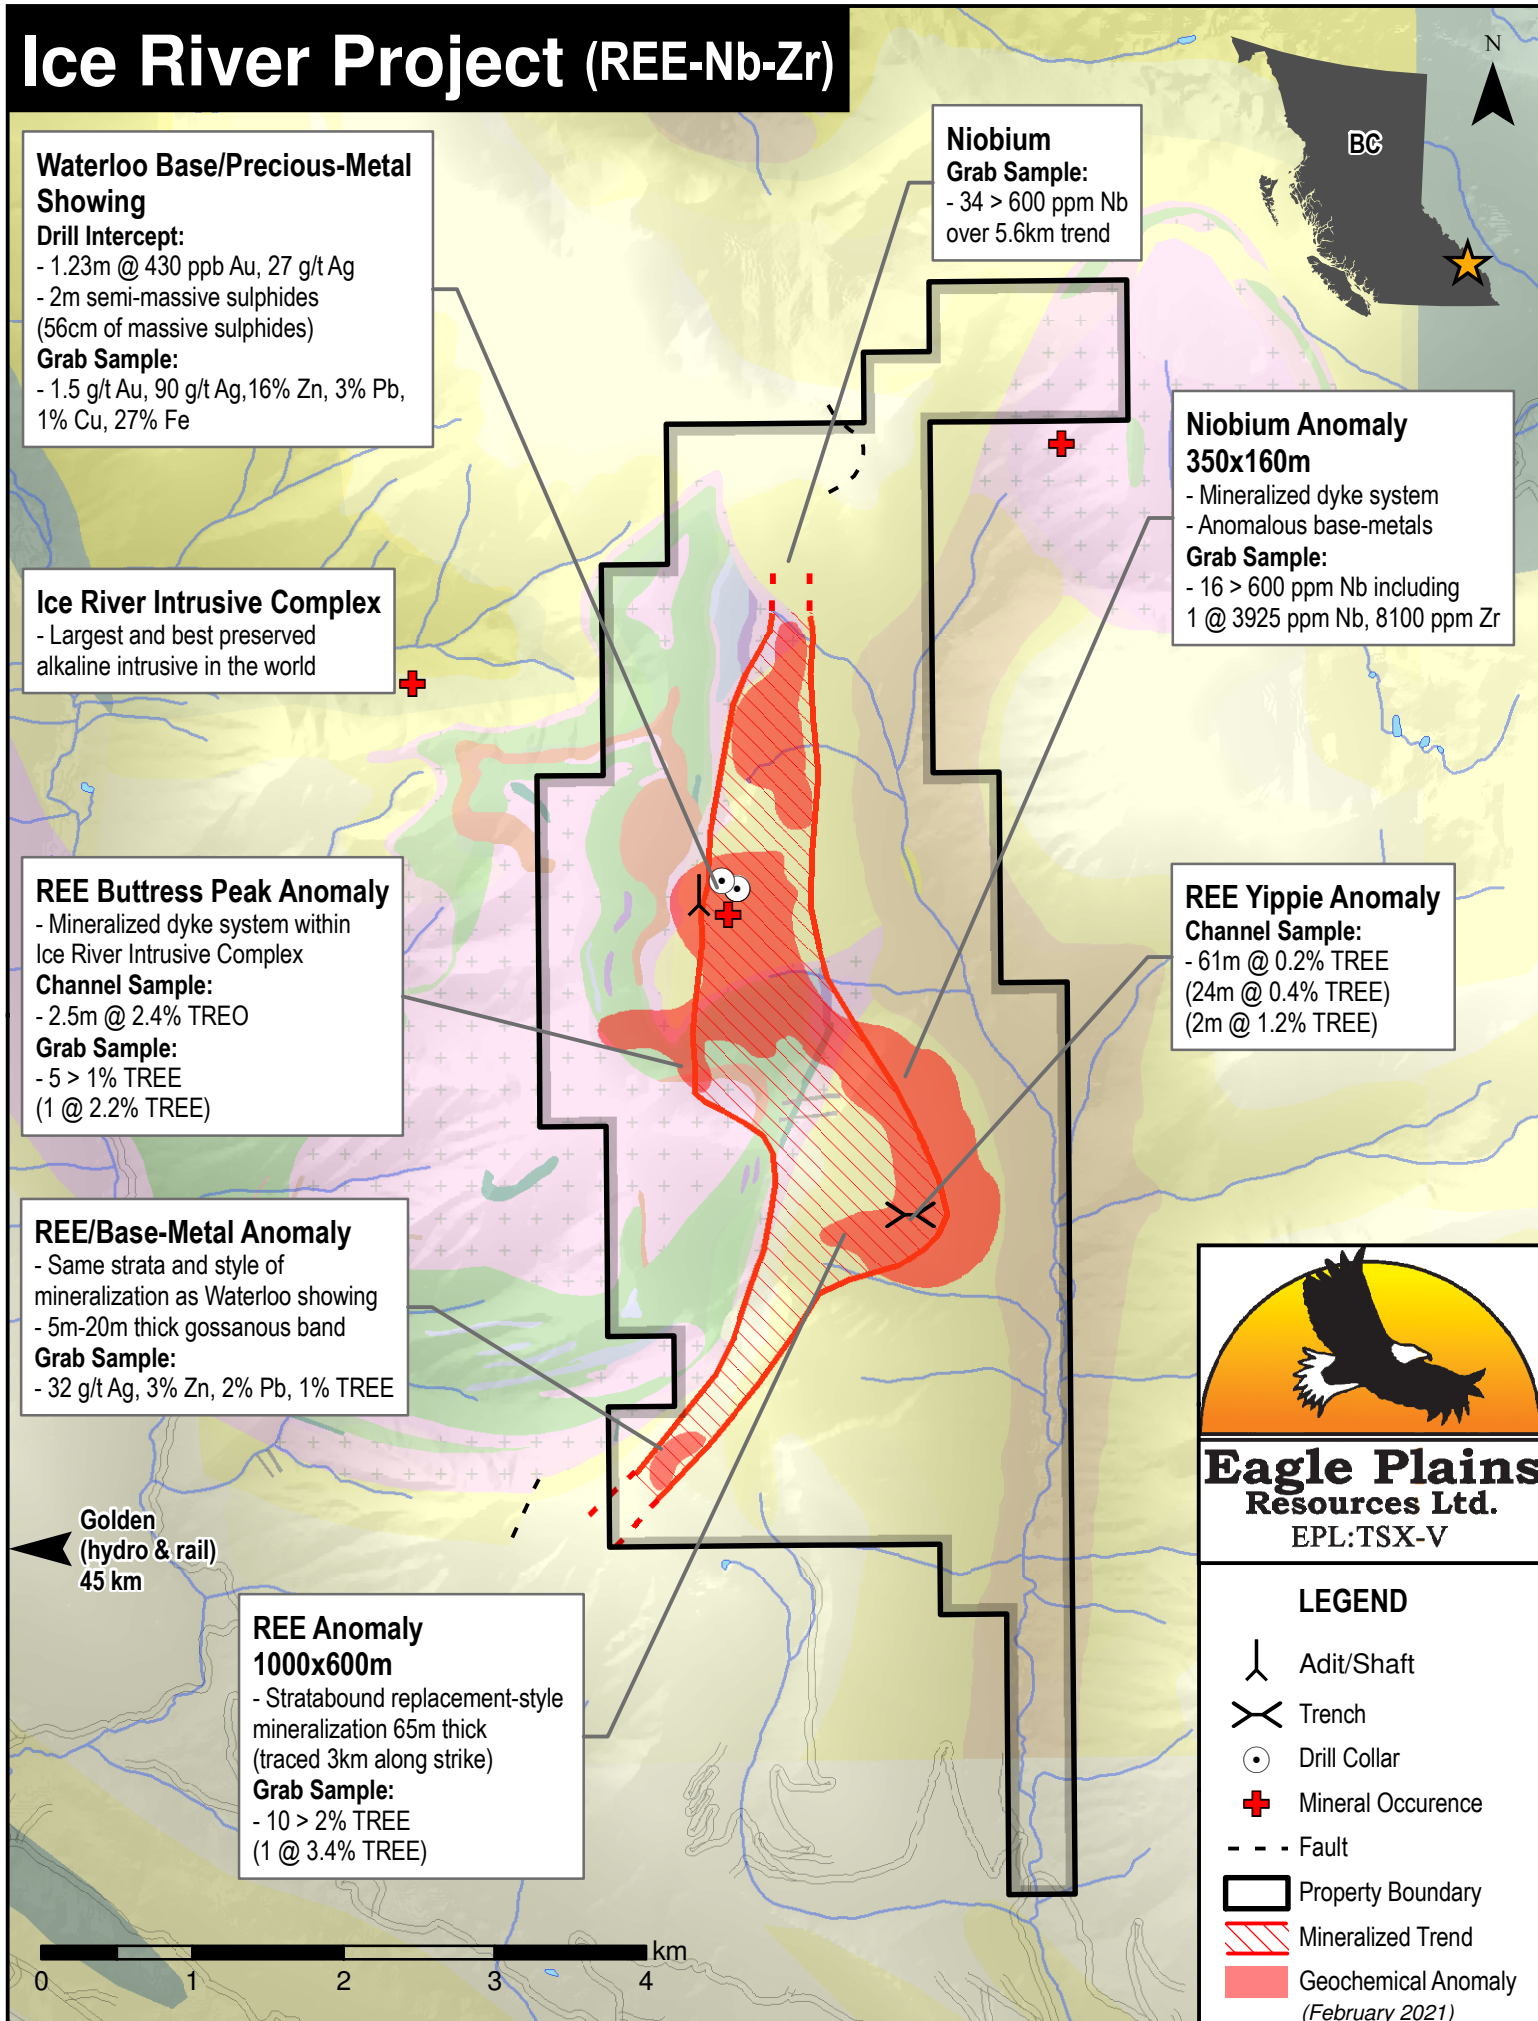 Ice River Project (REE-Nb-Zr)
N
BC
Waterloo Base/Precious-Metal
Showing
Drill Intercept:
- 1.23m @ 430 ppb Au, 27 g/t Ag
- 2m semi-massive sulphides
(56cm of massive sulphides)
Grab Sample:
- 1.5 g/t Au, 90 g/t Ag,16% Zn, 3% Pb,
1% Cu, 27% Fe
Niobium
Grab Sample:
- 34 > 600 ppm Nb
over 5.6km trend
Niobium Anomaly
350x160m
- Mineralized dyke system
- Anomalous base-metals
Grab Sample:
- 16 > 600 ppm Nb including
1 @ 3925 ppm Nb, 8100 ppm Zr
Ice River Intrusive Complex
- Largest and best preserved
alkaline intrusive in the world
REE Buttress Peak Anomaly
- Mineralized dyke system within
Ice River Intrusive Complex
Channel Sample:
- 2.5m @ 2.4% TREO
Grab Sample:
- 5 > 1% TREE
(1 @ 2.2% TREE)
REE Yippie Anomaly
Channel Sample:
- 61m @ 0.2% TREE
(24m @ 0.4% TREE)
(2m @ 1.2% TREE)
REE/Base-Metal Anomaly
- Same strata and style of
mineralization as Waterloo showing
- 5m-20m thick gossanous band
Grab Sample:
- 32 g/t Ag, 3% Zn, 2% Pb, 1% TREE
Golden
(hydro & rail)
45 km
REE Anomaly
1000x600m
- Stratabound replacement-style
mineralization 65m thick
(traced 3km along strike)
Grab Sample:
- 10 > 2% TREE
(1 @ 3.4% TREE)
Eagle Plains
Resources Ltd.
EPL:TSX-V
LEGEND
Adit/Shaft
Trench
Drill Collar
Mineral Occurence
Fault
Property Boundary
Mineralized Trend
Geochemical Anomaly
(February 2021)
km
0 1 2 3 4